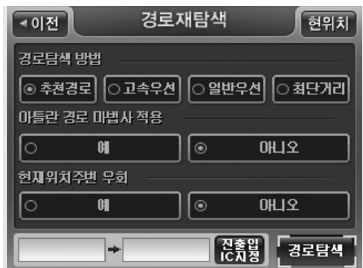 이전 경로재탐색 현위치
경로탐색 방법
추천경로 고속우선 일반우선 최단거리
아틀란 경로 마법사 적용
예 아니오
현재위치주변 우회
예 아니오
진출입
IC지정 경로탐색